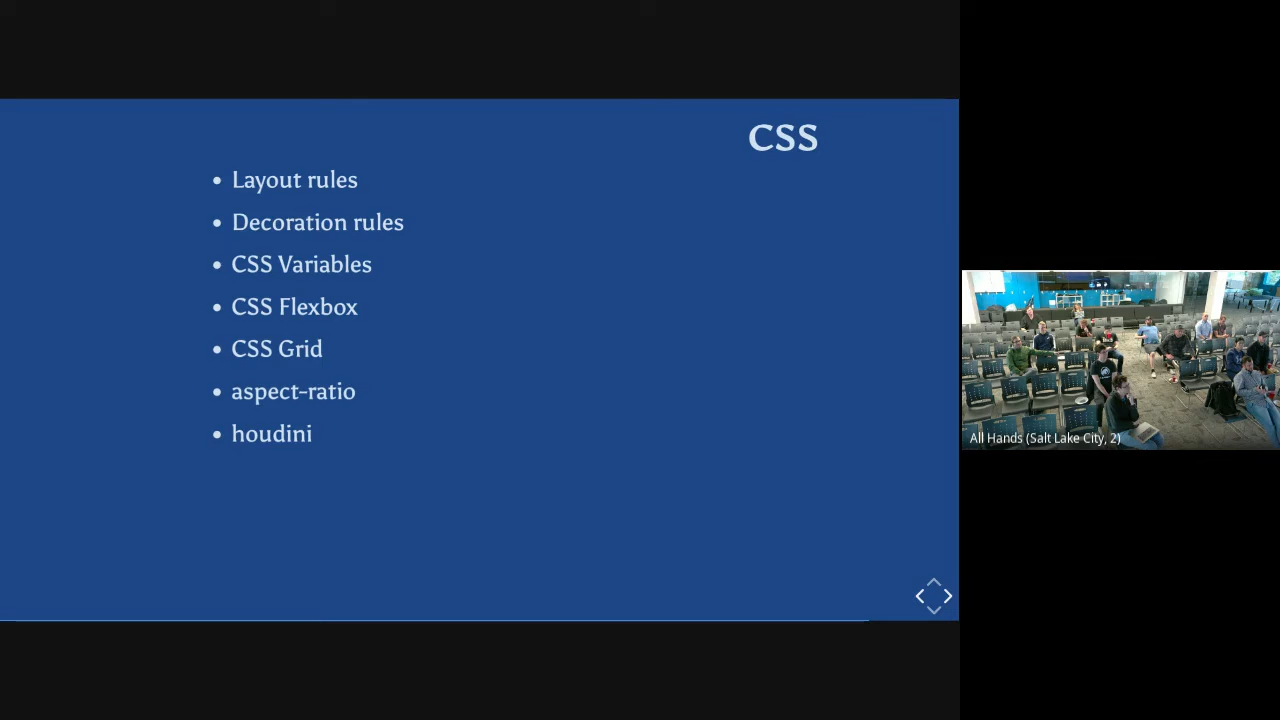 CSS
Layout rules
Decoration rules
CSS Variables
CSS Flexbox
CSS Grid
aspect-ratio
houdini
All Hands (Salt Lake City, 2)